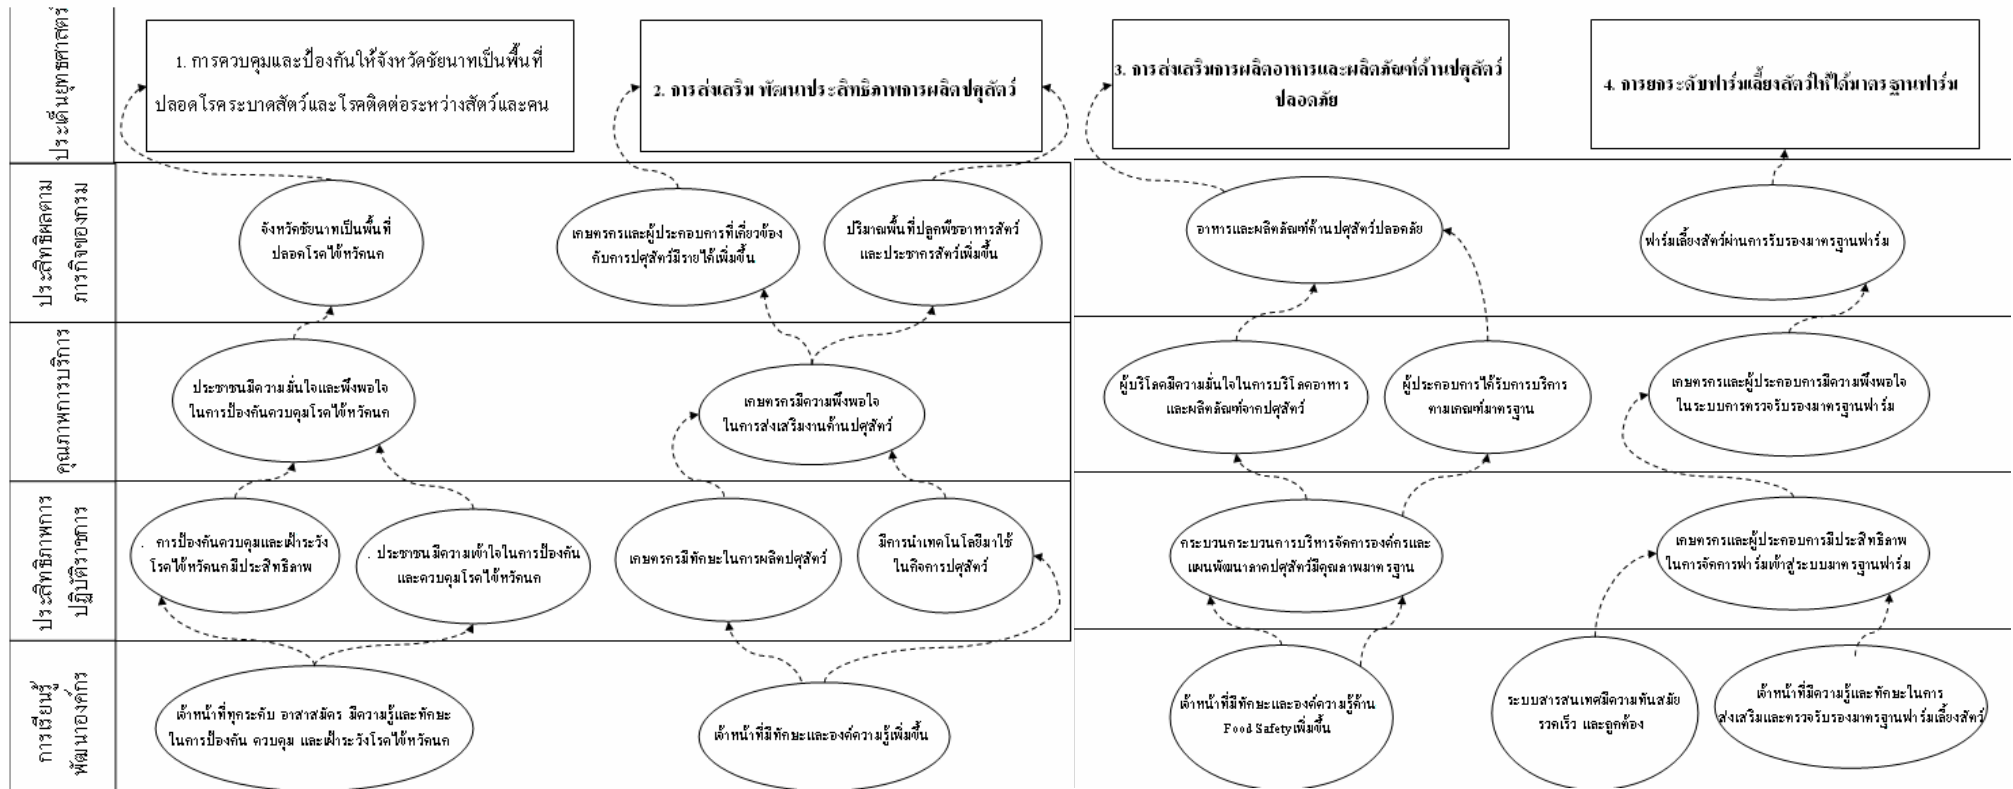 ประเด็นยุทธศาสตร์
1. การควบคุมและป้องกันให้จังหวัดชัยนาทเป็นพื้นที่
ปลอดโรคระบาดสัตว์และโรคติดต่อระหว่างสัตว์และคน
2. การส่งเสริม พัฒนาประสิทธิภาพการผลิตปศุสัตว์
3. การส่งเสริมการผลิตอาหารและผลิตภัณฑ์ด้านปศุสัตว์
ปลอดภัย
4. การยกระดับฟาร์มเลี้ยงสัตว์ให้ได้มาตรฐานฟาร์ม
ประสิทธิผลตาม
ภารกิจของกรม
จังหวัดชัยนาทเป็นพื้นที่
ปลอดโรคไข้หวัดนก
เกษตรกรและผู้ประกอบการที่เกี่ยวข้อง
กับการปศุสัตว์มีรายได้เพิ่มขึ้น
ปริมาณพื้นที่ปลูกพืชอาหารสัตว์
และประชากรสัตว์เพิ่มขึ้น
อาหารและผลิตภัณฑ์ด้านปศุสัตว์ปลอดภัย
ฟาร์มเลี้ยงสัตว์ผ่านการรับรองมาตรฐานฟาร์ม
คุณภาพการบริการ
ประชาชนมีความมั่นใจและพึงพอใจ
ในการป้องกันควบคุมโรคไข้หวัดนก
เกษตรกรมีความพึงพอใจ
ในการส่งเสริมงานด้านปศุสัตว์
ผู้บริโภคมีความมั่นใจในการบริโภคอาหาร
และผลิตภัณฑ์จากปศุสัตว์
ผู้ประกอบการได้รับการบริการ
ตามเกณฑ์มาตรฐาน
เกษตรกรและผู้ประกอบการมีความพึงพอใจ
ในระบบการตรวจรับรองมาตรฐานฟาร์ม
ประสิทธิภาพการ
ปฏิบัติราชการ
. การป้องกันควบคุมและเฝ้าระวัง
โรคไข้หวัดนกมีประสิทธิภาพ
. ประชาชนมีความเข้าใจในการป้องกัน
และควบคุมโรคไข้หวัดนก
เกษตรกรมีทักษะในการผลิตปศุสัตว์
มีการนำเทคโนโลยีมาใช้
ในกิจการปศุสัตว์
กระบวนกระบวนการบริหารจัดการองค์กรและ
แผนพัฒนาภาคปศุสัตว์มีคุณภาพมาตรฐาน
เกษตรกรและผู้ประกอบการมีประสิทธิภาพ
ในการจัดการฟาร์มเข้าสู่ระบบมาตรฐานฟาร์ม
การเรียนรู้
พัฒนาองค์กร
เจ้าหน้าที่ทุกระดับ อาสาสมัคร มีความรู้และทักษะ
ในการป้องกัน ควบคุม และเฝ้าระวังโรคไข้หวัดนก
เจ้าหน้าที่มีทักษะและองค์ความรู้เพิ่มขึ้น
เจ้าหน้าที่มีทักษะและองค์ความรู้ด้าน
Food Safetyเพิ่มขึ้น
ระบบสารสนเทศมีความทันสมัย
รวดเร็ว และถูกต้อง
เจ้าหน้าที่มีความรู้และทักษะในการ
ส่งเสริมและตรวจรับรองมาตรฐานฟาร์มเลี้ยงสัตว์